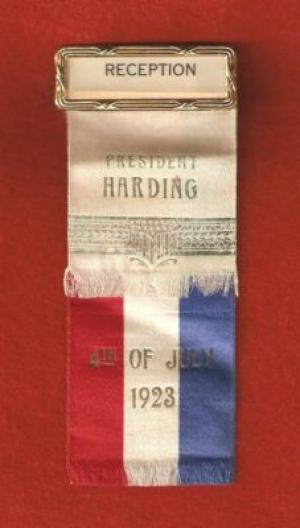 RECEPTION
PRESIDENT
HARDING
4TH OF JULY
1923